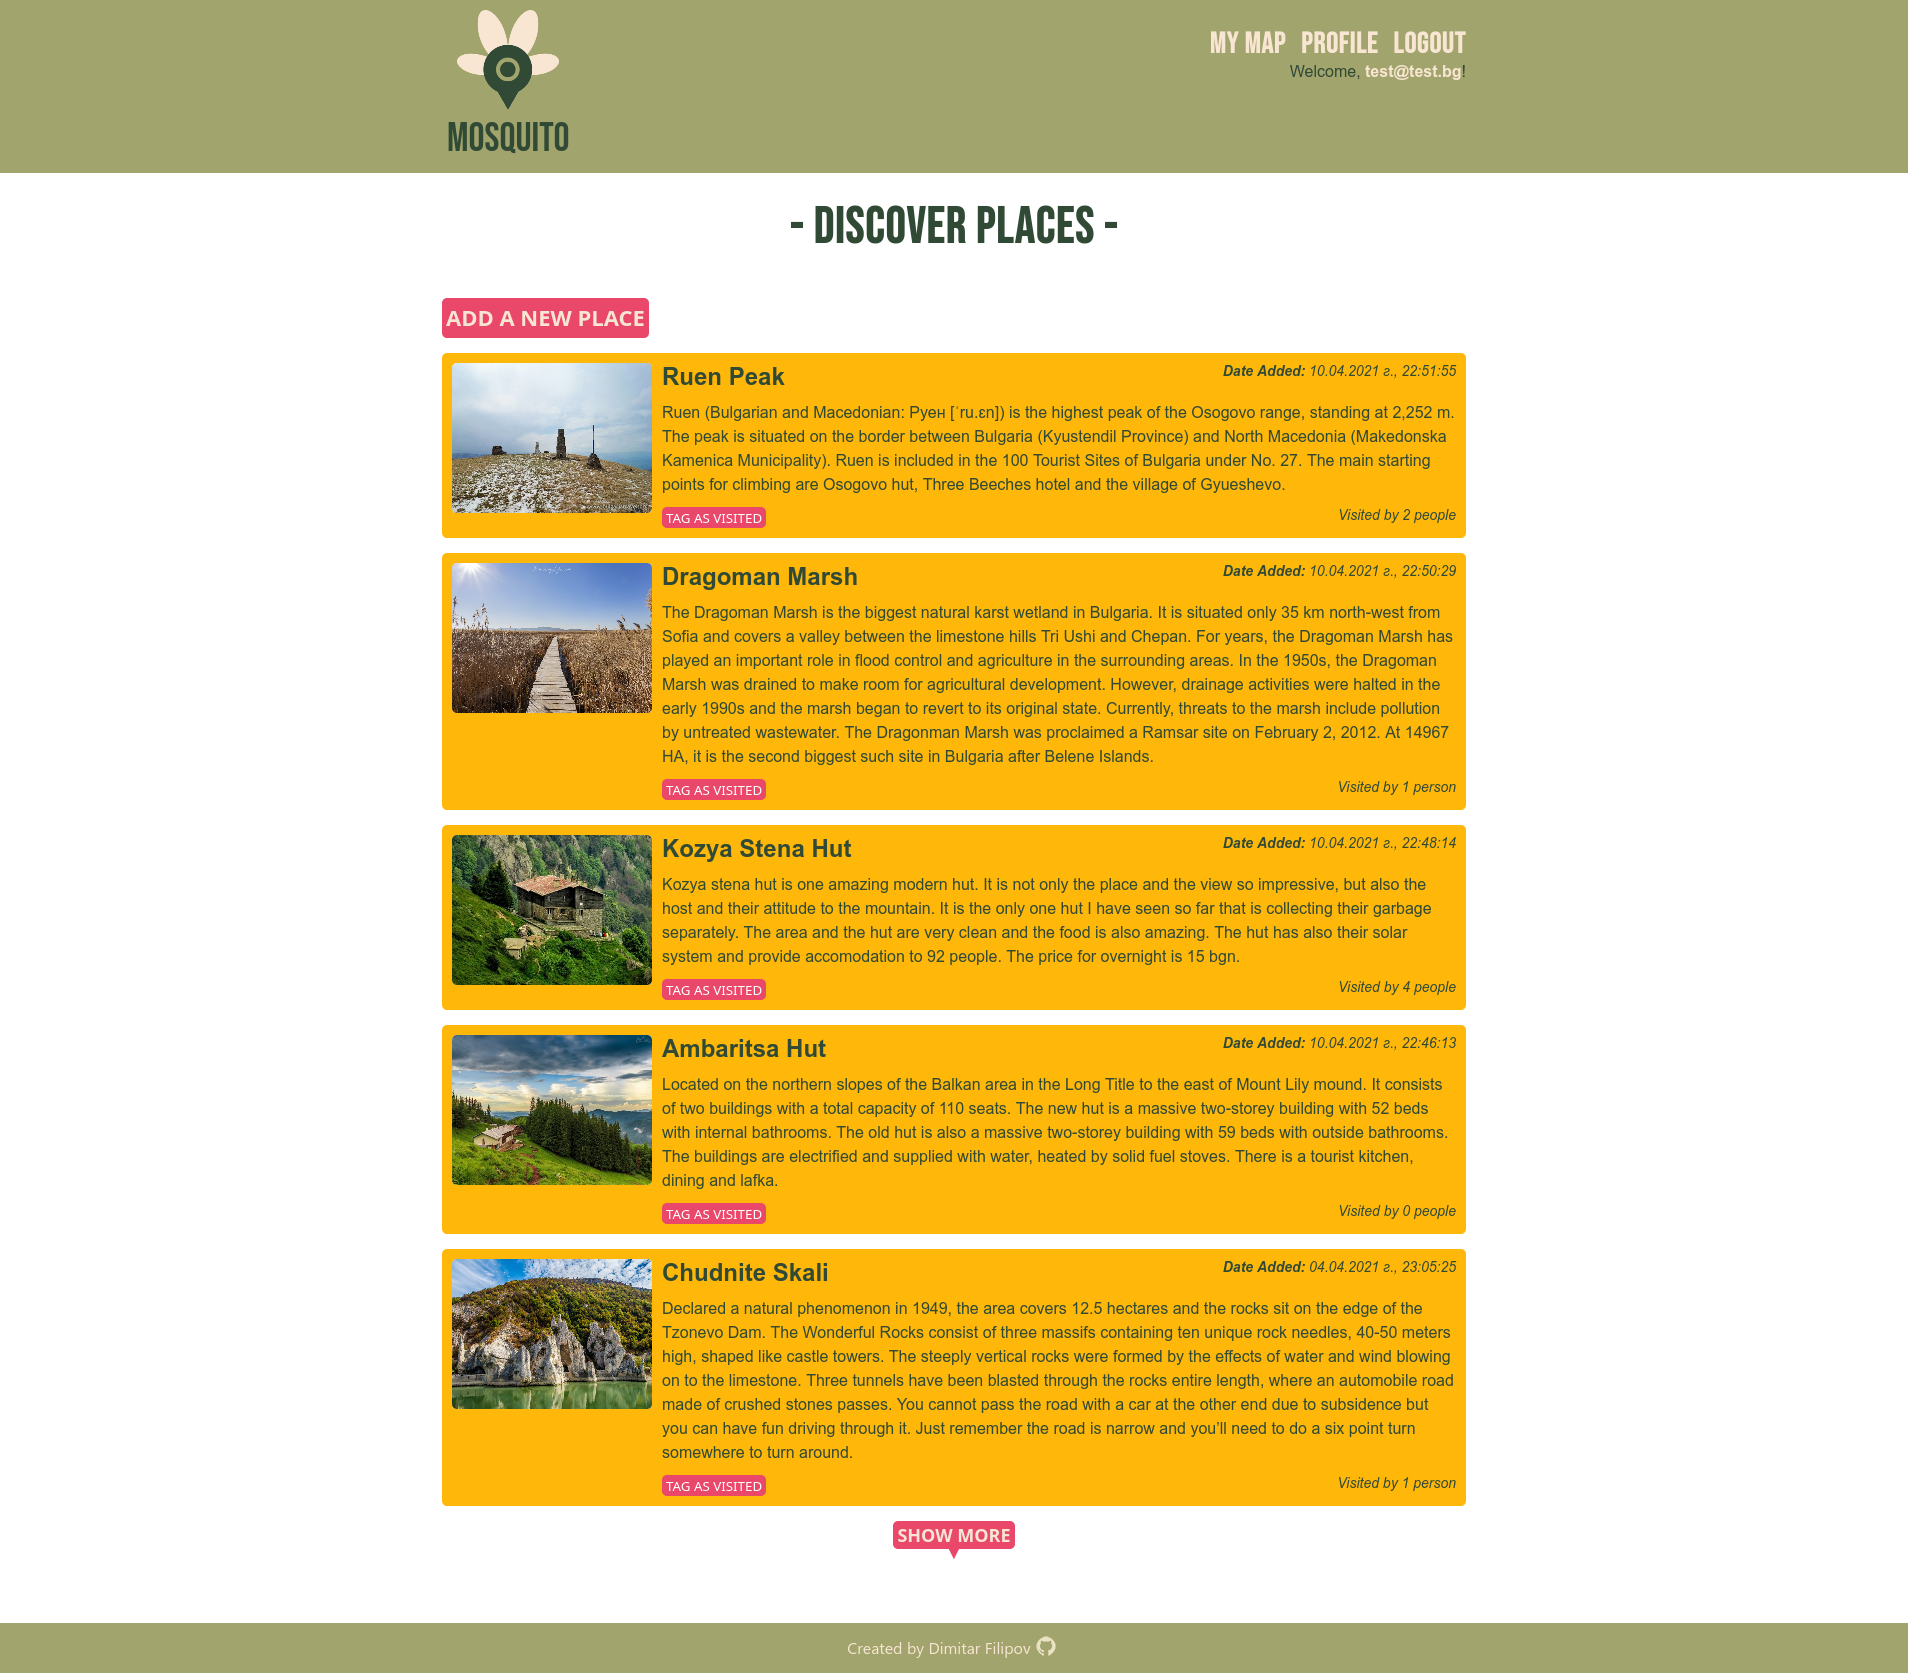 MOSQUITO
MY MAP PROFILE LOGOUT
Welcome, test@test.bg!
- DISCOVER PLACES -
ADD A NEW PLACE
Ruen Peak
Date Added: 10.04.2021 г., 22:51:55
Ruen (Bulgarian and Macedonian: Руен [ˈru.ɛn]) is the highest peak of the Osogovo range, standing at 2,252 m.
The peak is situated on the border between Bulgaria (Kyustendil Province) and North Macedonia (Makedonska
Kamenica Municipality). Ruen is included in the 100 Tourist Sites of Bulgaria under No. 27. The main starting
points for climbing are Osogovo hut, Three Beeches hotel and the village of Gyueshevo.
TAG AS VISITED
Visited by 2 people
Dragoman Marsh
Date Added: 10.04.2021 г., 22:50:29
The Dragoman Marsh is the biggest natural karst wetland in Bulgaria. It is situated only 35 km north-west from
Sofia and covers a valley between the limestone hills Tri Ushi and Chepan. For years, the Dragoman Marsh has
played an important role in flood control and agriculture in the surrounding areas. In the 1950s, the Dragoman
Marsh was drained to make room for agricultural development. However, drainage activities were halted in the
early 1990s and the marsh began to revert to its original state. Currently, threats to the marsh include pollution
by untreated wastewater. The Dragonman Marsh was proclaimed a Ramsar site on February 2, 2012. At 14967
HA, it is the second biggest such site in Bulgaria after Belene Islands.
TAG AS VISITED
Visited by 1 person
Kozya Stena Hut
Date Added: 10.04.2021 г., 22:48:14
Kozya stena hut is one amazing modern hut. It is not only the place and the view so impressive, but also the
host and their attitude to the mountain. It is the only one hut I have seen so far that is collecting their garbage
separately. The area and the hut are very clean and the food is also amazing. The hut has also their solar
system and provide accomodation to 92 people. The price for overnight is 15 bgn.
TAG AS VISITED
Visited by 4 people
Ambaritsa Hut
Date Added: 10.04.2021 г., 22:46:13
Located on the northern slopes of the Balkan area in the Long Title to the east of Mount Lily mound. It consists
of two buildings with a total capacity of 110 seats. The new hut is a massive two-storey building with 52 beds
with internal bathrooms. The old hut is also a massive two-storey building with 59 beds with outside bathrooms.
The buildings are electrified and supplied with water, heated by solid fuel stoves. There is a tourist kitchen,
dining and lafka.
TAG AS VISITED
Visited by 0 people
Chudnite Skali
Date Added: 04.04.2021 г., 23:05:25
Declared a natural phenomenon in 1949, the area covers 12.5 hectares and the rocks sit on the edge of the
Tzonevo Dam. The Wonderful Rocks consist of three massifs containing ten unique rock needles, 40-50 meters
high, shaped like castle towers. The steeply vertical rocks were formed by the effects of water and wind blowing
on to the limestone. Three tunnels have been blasted through the rocks entire length, where an automobile road
made of crushed stones passes. You cannot pass the road with a car at the other end due to subsidence but
you can have fun driving through it. Just remember the road is narrow and you'll need to do a six point turn
somewhere to turn around.
TAG AS VISITED
Visited by 1 person
SHOW MORE
Created by Dimitar Filipov